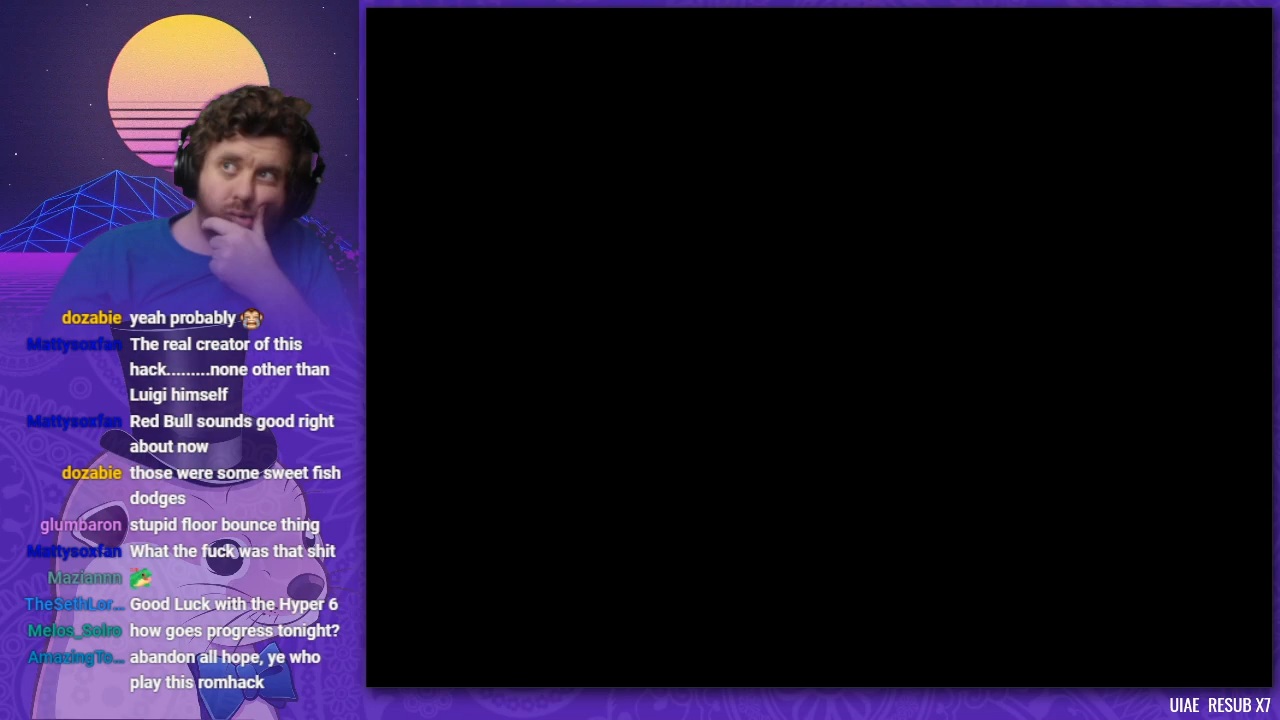 dozabie yeah probably
Mattysoxfan The real creator of this
hack.........none other than
Luigi himself
Mattysoxfan Red Bull sounds good right
about now
dozabie those were some sweet fish
dodges
glumbaron stupid floor bounce thing
Mattysoxfan What the fuck was that shit
Maziannn
TheSethLor... Good Luck with the Hyper 6
Melos_Solro how goes progress tonight?
AmazingTo... abandon all hope, ye who
play this romhack
UIAE RESUB X7